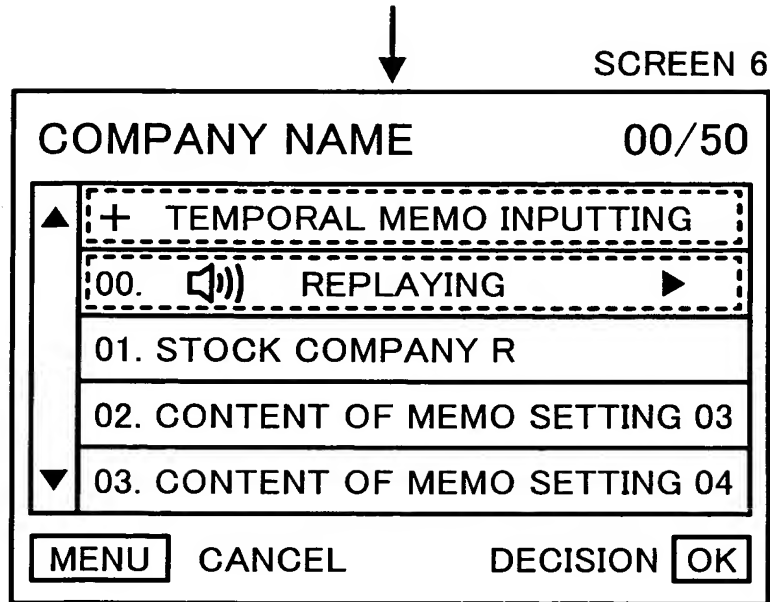 SCREEN 6
COMPANY NAME 00/50
+ TEMPORAL MEMO INPUTTING
00. REPLAYING
01. STOCK COMPANY R
02. CONTENT OF MEMO SETTING 03
03. CONTENT OF MEMO SETTING 04
MENU CANCEL DECISION OK